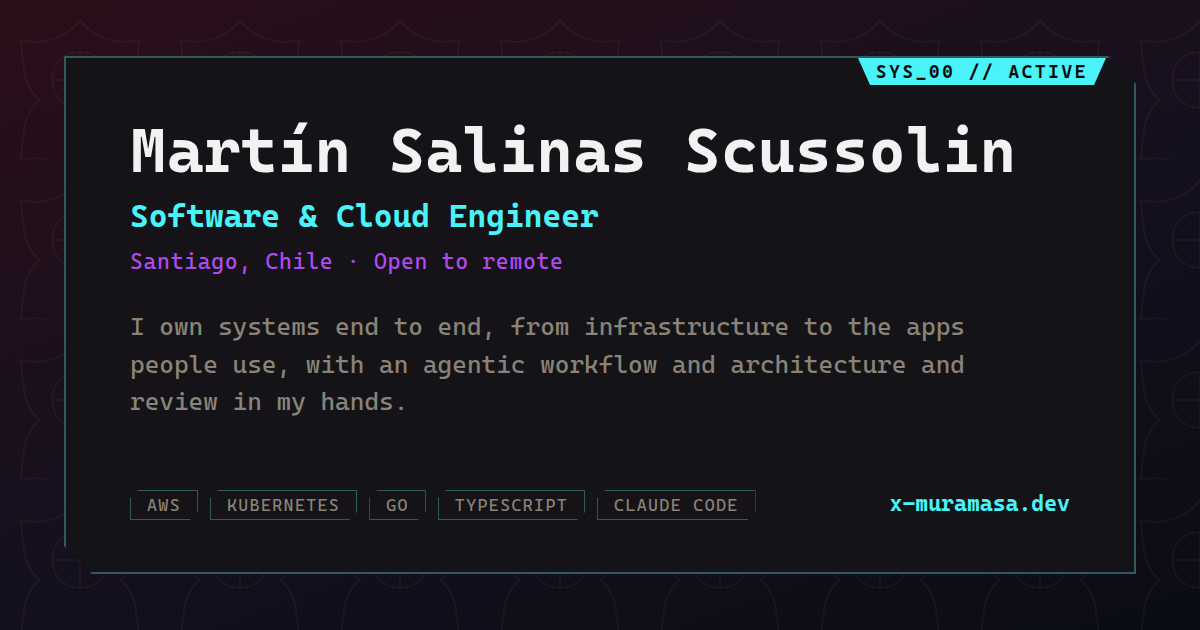 SYS_00 // ACTIVE
Martín Salinas Scussolin
Software & Cloud Engineer
Santiago, Chile · Open to remote
I own systems end to end, from infrastructure to the apps
people use, with an agentic workflow and architecture and
review in my hands.
AWS KUBERNETES GO TYPESCRIPT CLAUDE CODE x-muramasa.dev